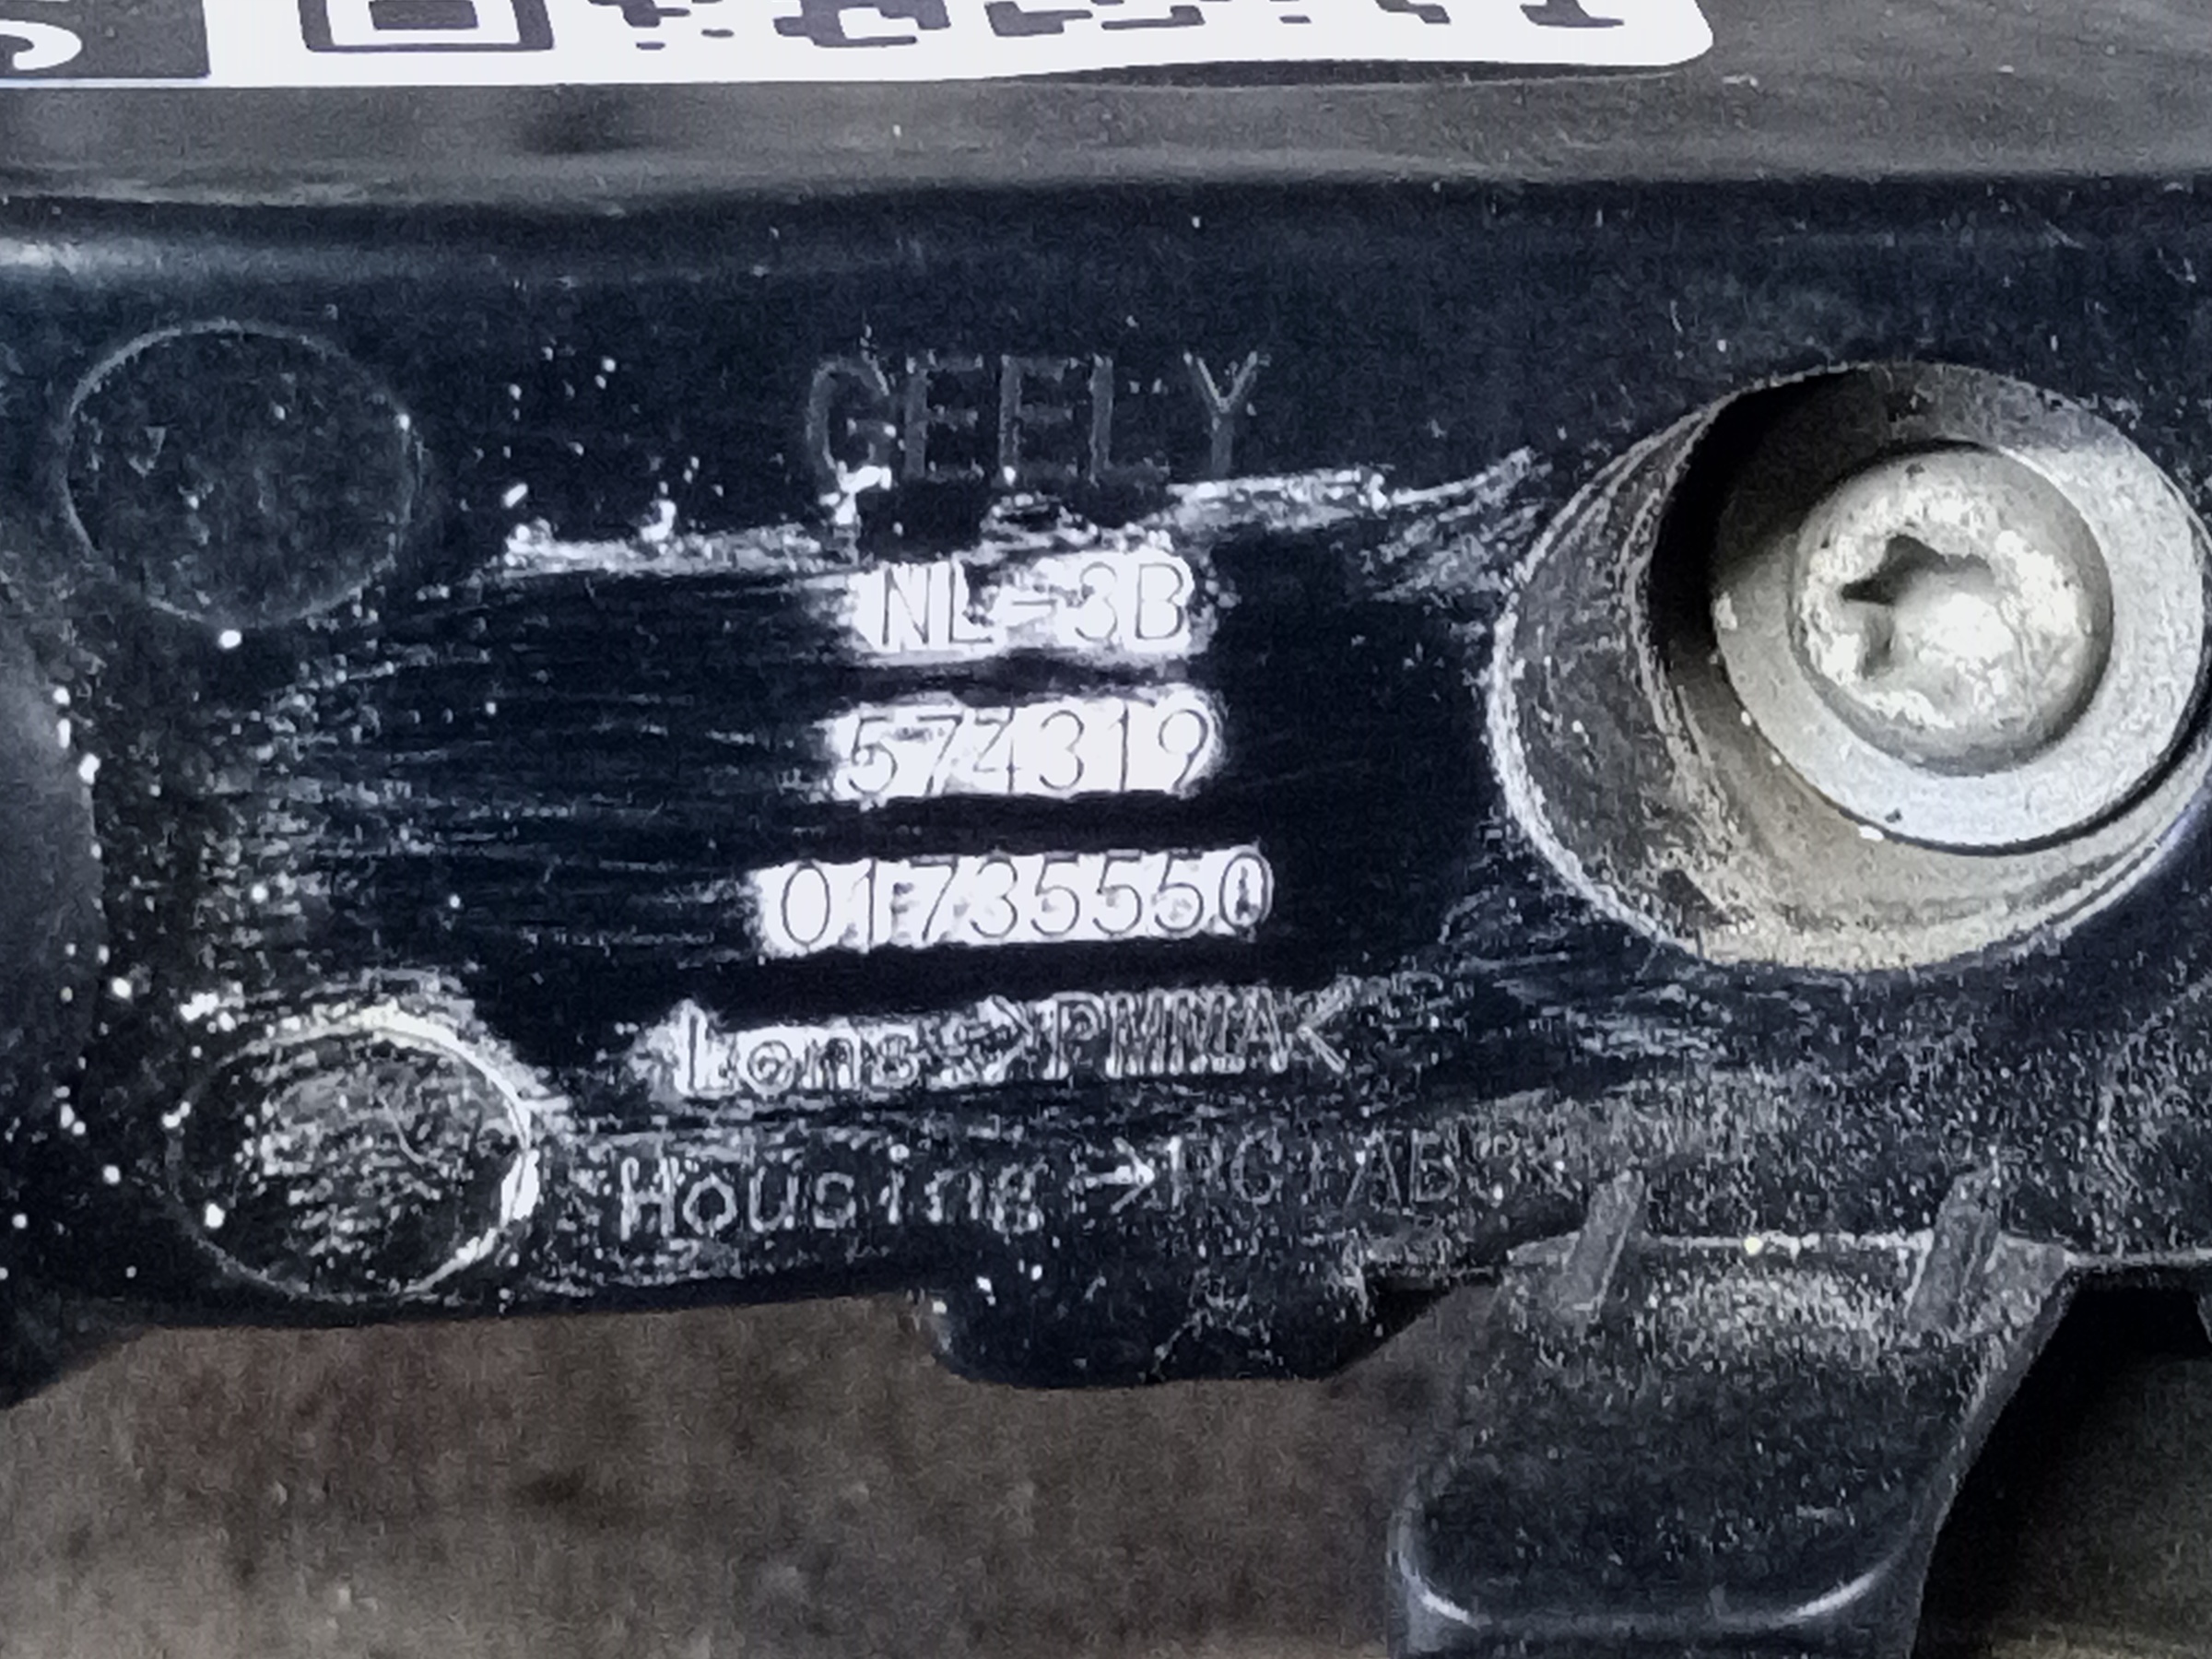 GEELY
NL-3B
574319
01735550
Lens>PMMA<
Housing->PC+ABS<